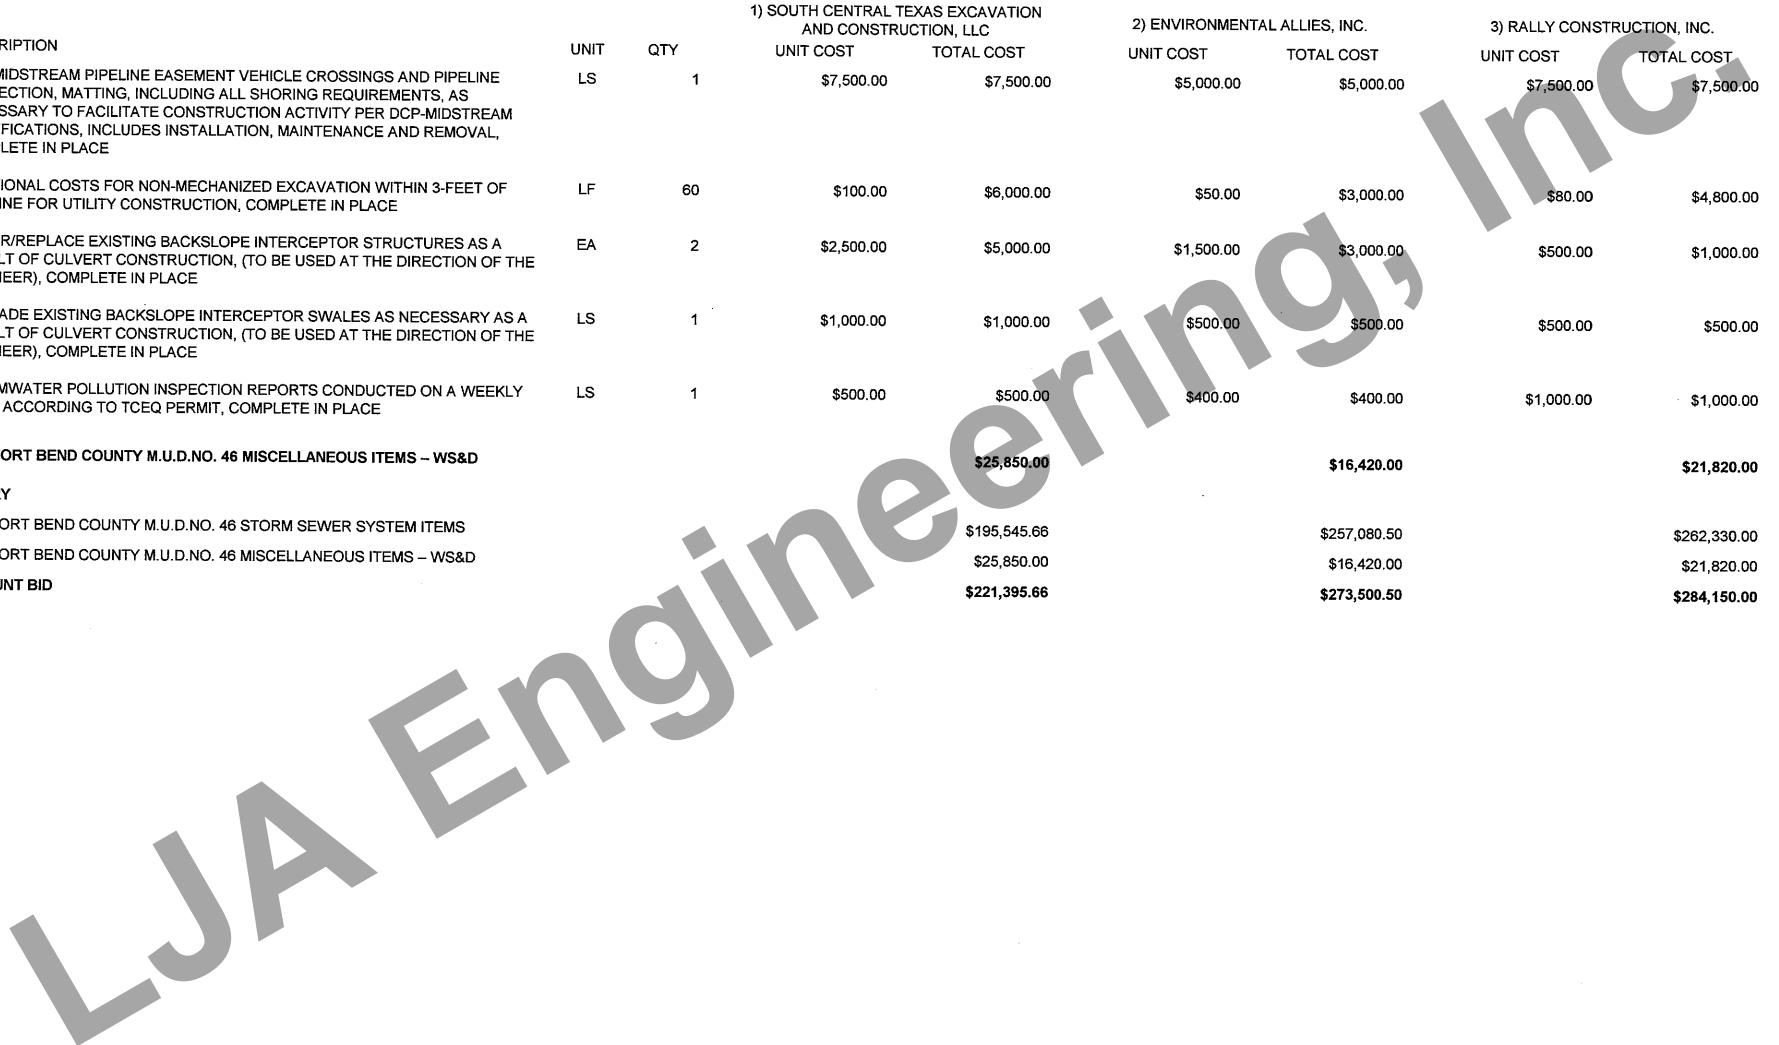 1) SOUTH CENTRAL TEXAS EXCAVATION AND CONSTRUCTION, LLC
2) ENVIRONMENTAL ALLIES, INC.
3) RALLY CONSTRUCTION, INC.
RIPTION UNIT QTY UNIT COST TOTAL COST UNIT COST TOTAL COST UNIT COST TOTAL COST
MIDSTREAM PIPELINE EASEMENT VEHICLE CROSSINGS AND PIPELINE LS 1 $7,500.00 $7,500.00 $5,000.00 $5,000.00 $7,500.00 $7,500.00
ECTION, MATTING, INCLUDING ALL SHORING REQUIREMENTS, AS
SSARY TO FACILITATE CONSTRUCTION ACTIVITY PER DCP-MIDSTREAM
FICATIONS, INCLUDES INSTALLATION, MAINTENANCE AND REMOVAL,
LETE IN PLACE
IONAL COSTS FOR NON-MECHANIZED EXCAVATION WITHIN 3-FEET OF LF 60 $100.00 $6,000.00 $50.00 $3,000.00 $80.00 $4,800.00
INE FOR UTILITY CONSTRUCTION, COMPLETE IN PLACE
R/REPLACE EXISTING BACKSLOPE INTERCEPTOR STRUCTURES AS A EA 2 $2,500.00 $5,000.00 $1,500.00 $3,000.00 $500.00 $1,000.00
LT OF CULVERT CONSTRUCTION, (TO BE USED AT THE DIRECTION OF THE
NEER), COMPLETE IN PLACE
ADE EXISTING BACKSLOPE INTERCEPTOR SWALES AS NECESSARY AS A LS 1 $1,000.00 $1,000.00 $500.00 $500.00 $500.00 $500.00
LT OF CULVERT CONSTRUCTION, (TO BE USED AT THE DIRECTION OF THE
NEER), COMPLETE IN PLACE
MWATER POLLUTION INSPECTION REPORTS CONDUCTED ON A WEEKLY LS 1 $500.00 $500.00 $400.00 $400.00 $1,000.00 $1,000.00
ACCORDING TO TCEQ PERMIT, COMPLETE IN PLACE
ORT BEND COUNTY M.U.D.NO. 46 MISCELLANEOUS ITEMS – WS&D $25,850.00 $16,420.00 $21,820.00
RY
ORT BEND COUNTY M.U.D.NO. 46 STORM SEWER SYSTEM ITEMS $195,545.66 $257,080.50 $262,330.00
ORT BEND COUNTY M.U.D.NO. 46 MISCELLANEOUS ITEMS – WS&D $25,850.00 $16,420.00 $21,820.00
UNT BID $221,395.66 $273,500.50 $284,150.00
LJA Engineering, Inc.